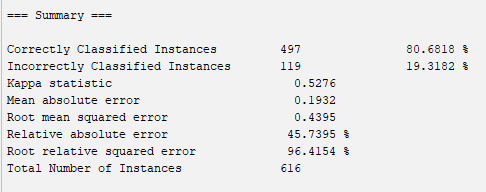 === Summary ===
Correctly Classified Instances 497 80.6818 %
Incorrectly Classified Instances 119 19.3182 %
Kappa statistic 0.5276
Mean absolute error 0.1932
Root mean squared error 0.4395
Relative absolute error 45.7395 %
Root relative squared error 96.4154 %
Total Number of Instances 616